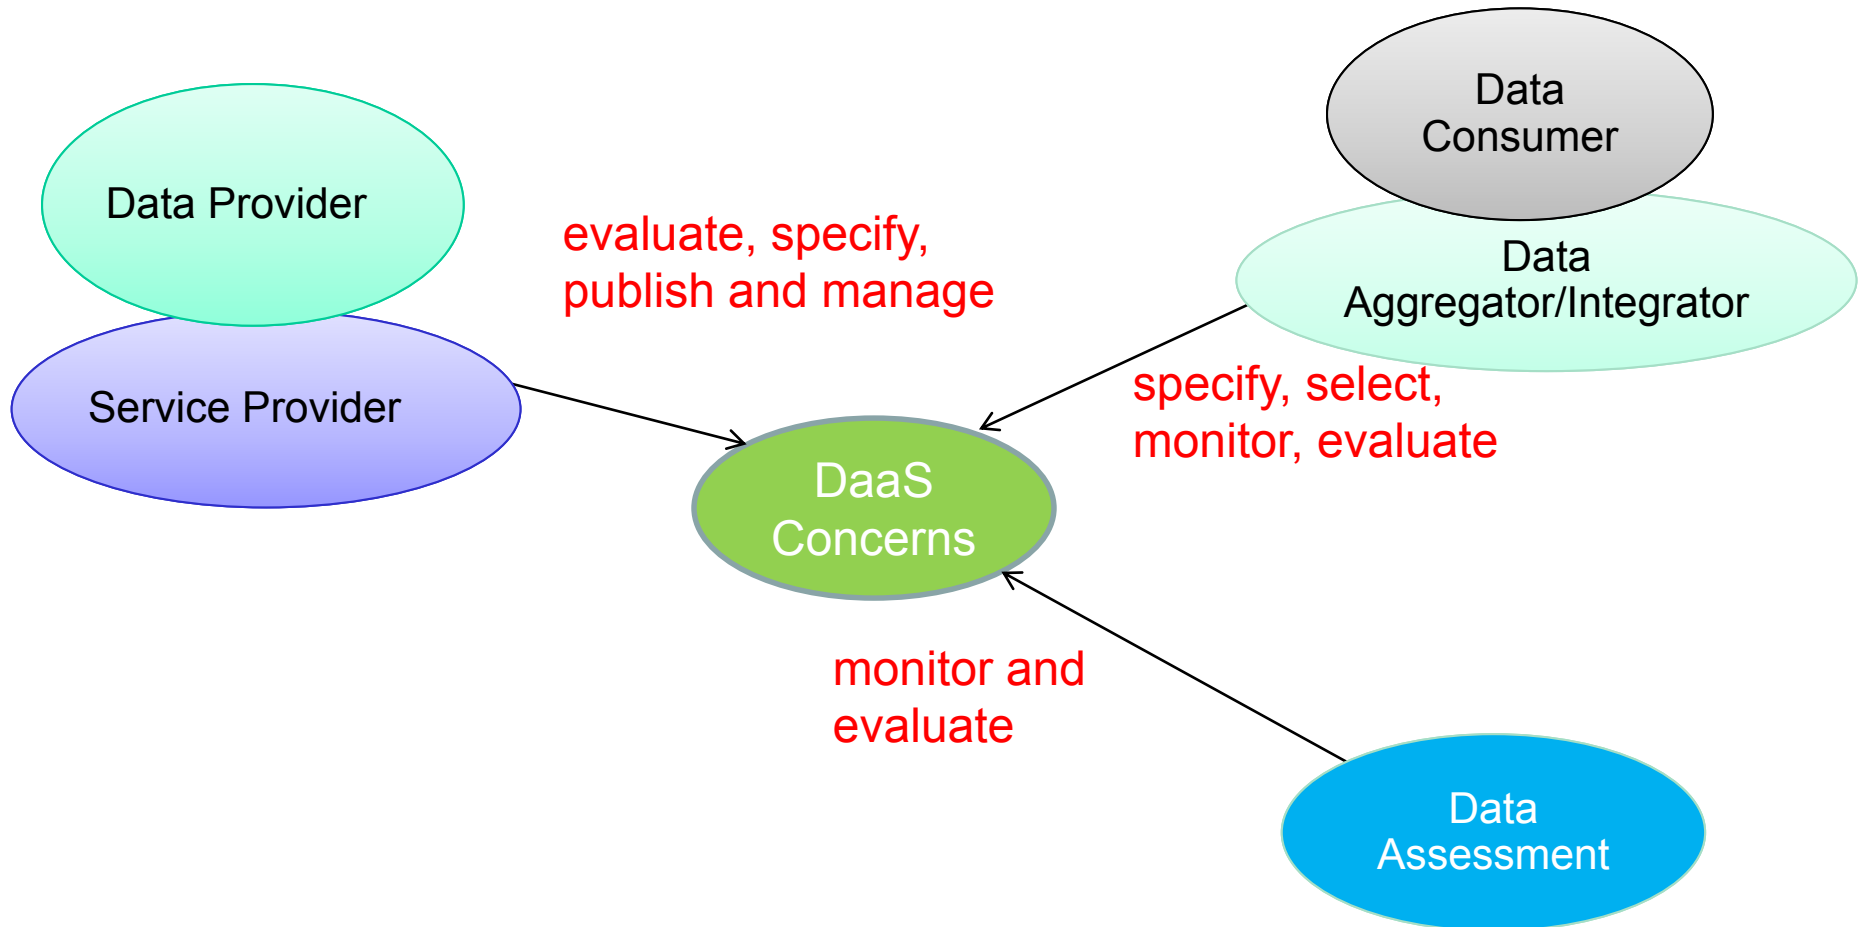 Data
Consumer
Data Provider
evaluate, specify,
publish and manage
Data
Aggregator/Integrator
Service Provider
specify, select,
monitor, evaluate
DaaS
Concerns
monitor and
evaluate
Data
Assessment